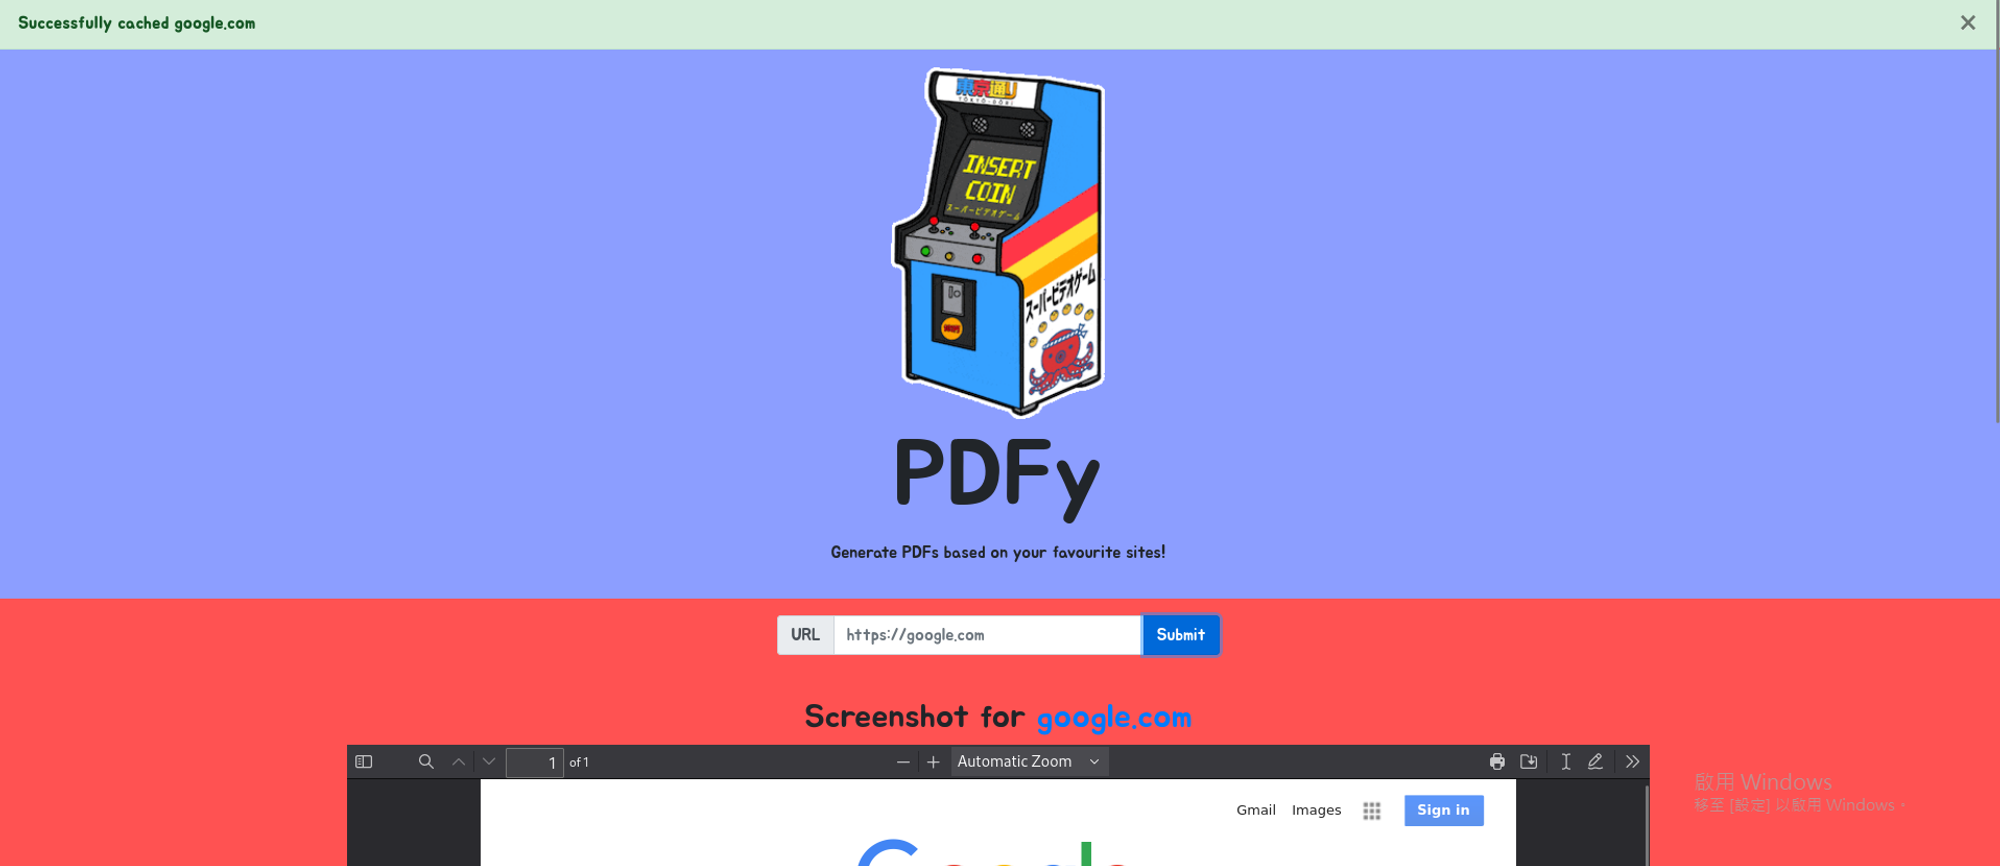 Successfully cached google.com
×
東京通り
TOKYO-DORI
INSERT
COIN
スーパービデオゲーム
スーパービデオゲーム
PDFy
Generate PDFs based on your favourite sites!
URL https://google.com Submit
Screenshot for google.com
1 of 1 Automatic Zoom
Gmail Images Sign in
啟用 Windows
移至 [設定] 以啟用 Windows。